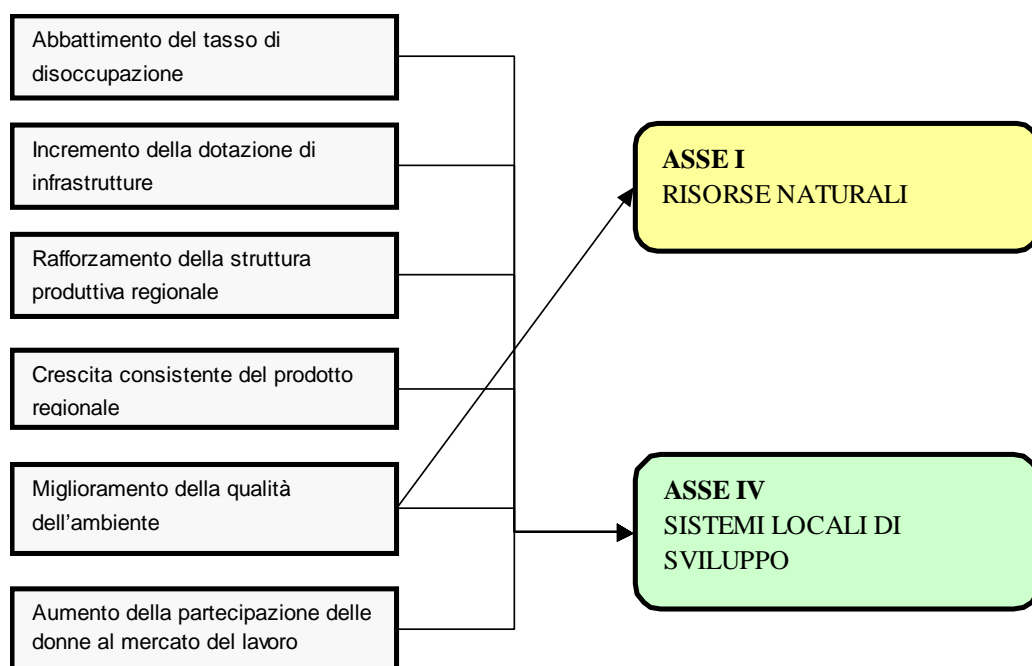 Abbattimento del tasso di
disoccupazione
Incremento della dotazione di
infrastrutture
Rafforzamento della struttura
produttiva regionale
Crescita consistente del prodotto
regionale
Miglioramento della qualità
dell’ambiente
Aumento della partecipazione delle
donne al mercato del lavoro
ASSE I
RISORSE NATURALI
ASSE IV
SISTEMI LOCALI DI
SVILUPPO